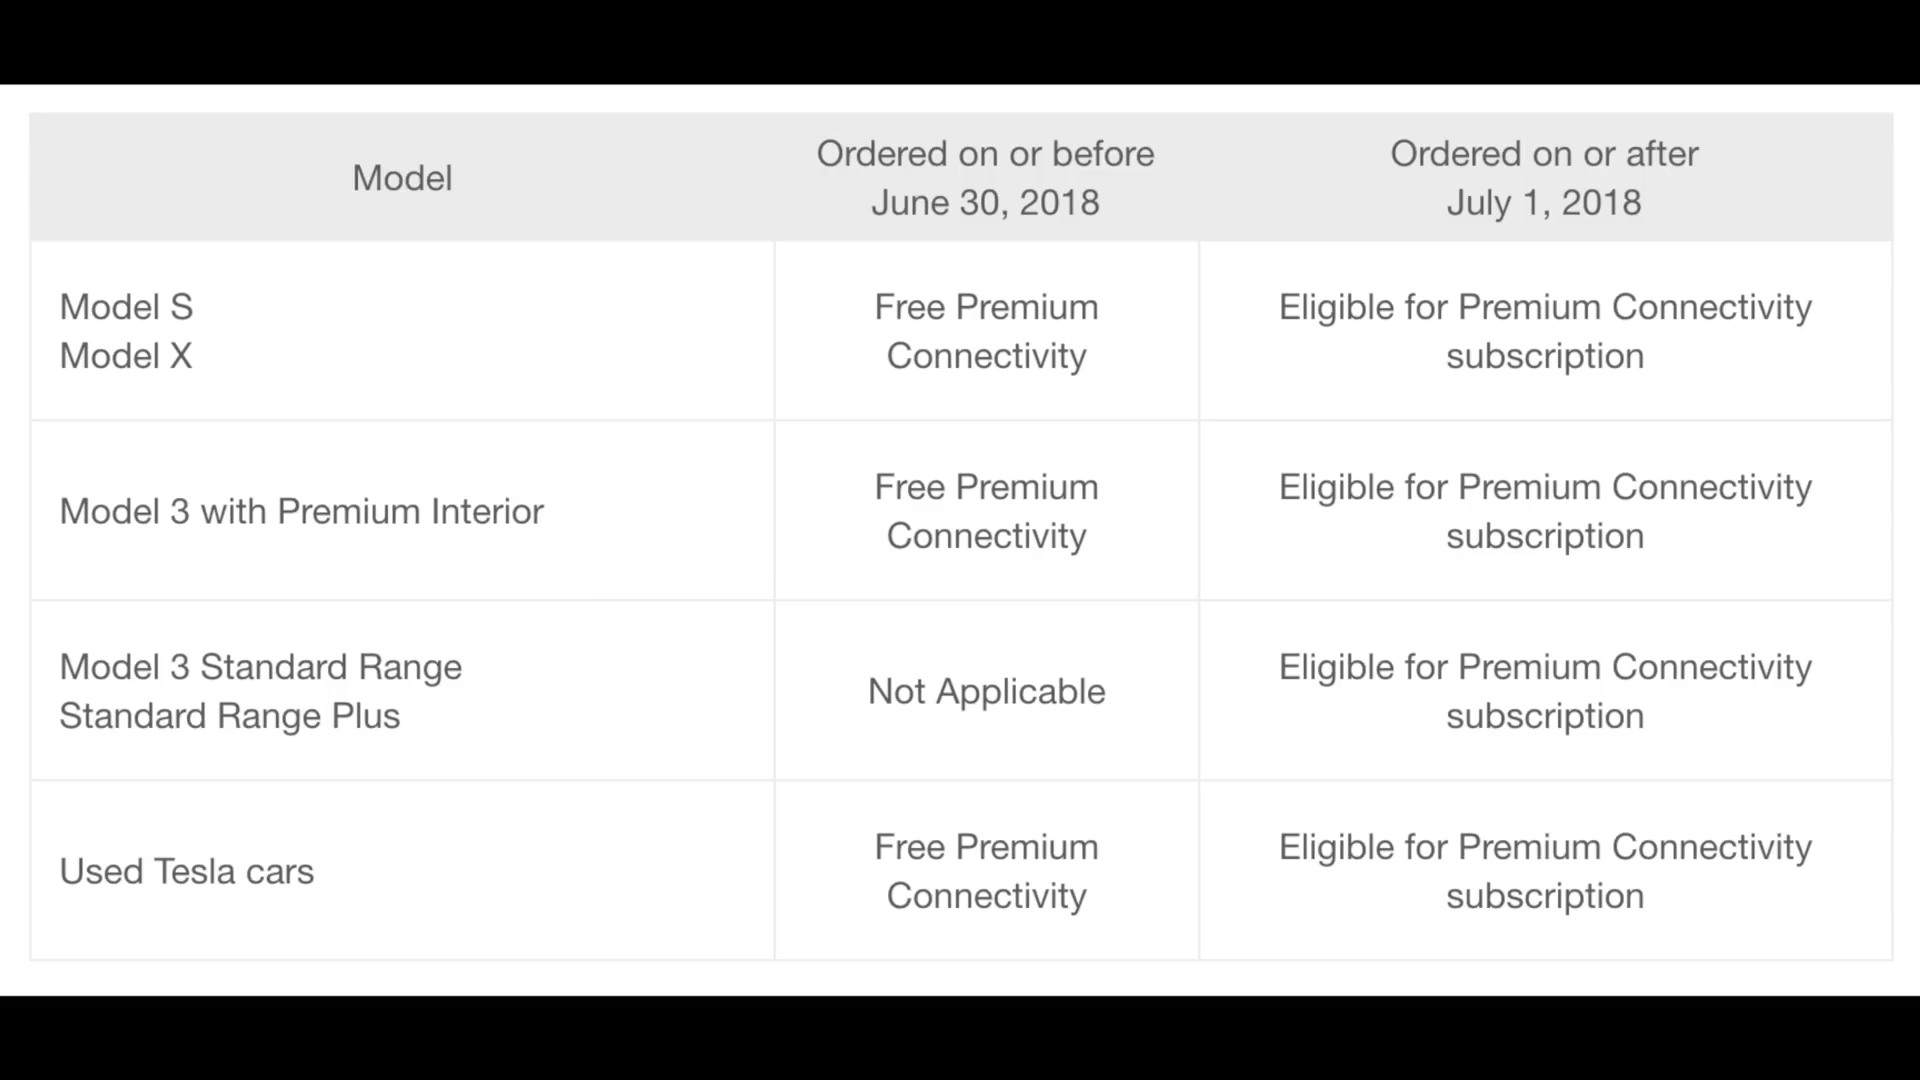 Model
Ordered on or before
June 30, 2018
Ordered on or after
July 1, 2018
Model S
Model X
Free Premium
Connectivity
Eligible for Premium Connectivity
subscription
Model 3 with Premium Interior
Free Premium
Connectivity
Eligible for Premium Connectivity
subscription
Model 3 Standard Range
Standard Range Plus
Not Applicable
Eligible for Premium Connectivity
subscription
Used Tesla cars
Free Premium
Connectivity
Eligible for Premium Connectivity
subscription